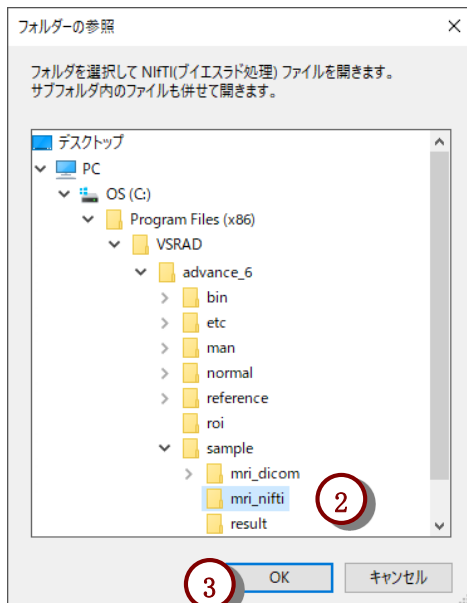 フォルダーの参照
フォルダを選択して NIfTI(ブイエスラド処理) ファイルを開きます。
サブフォルダ内のファイルも併せて開きます。
デスクトップ
PC
OS (C:)
Program Files (x86)
VSRAD
advance_6
bin
etc
man
normal
reference
roi
sample
mri_dicom
mri_nifti
2
result
3
OK
キャンセル